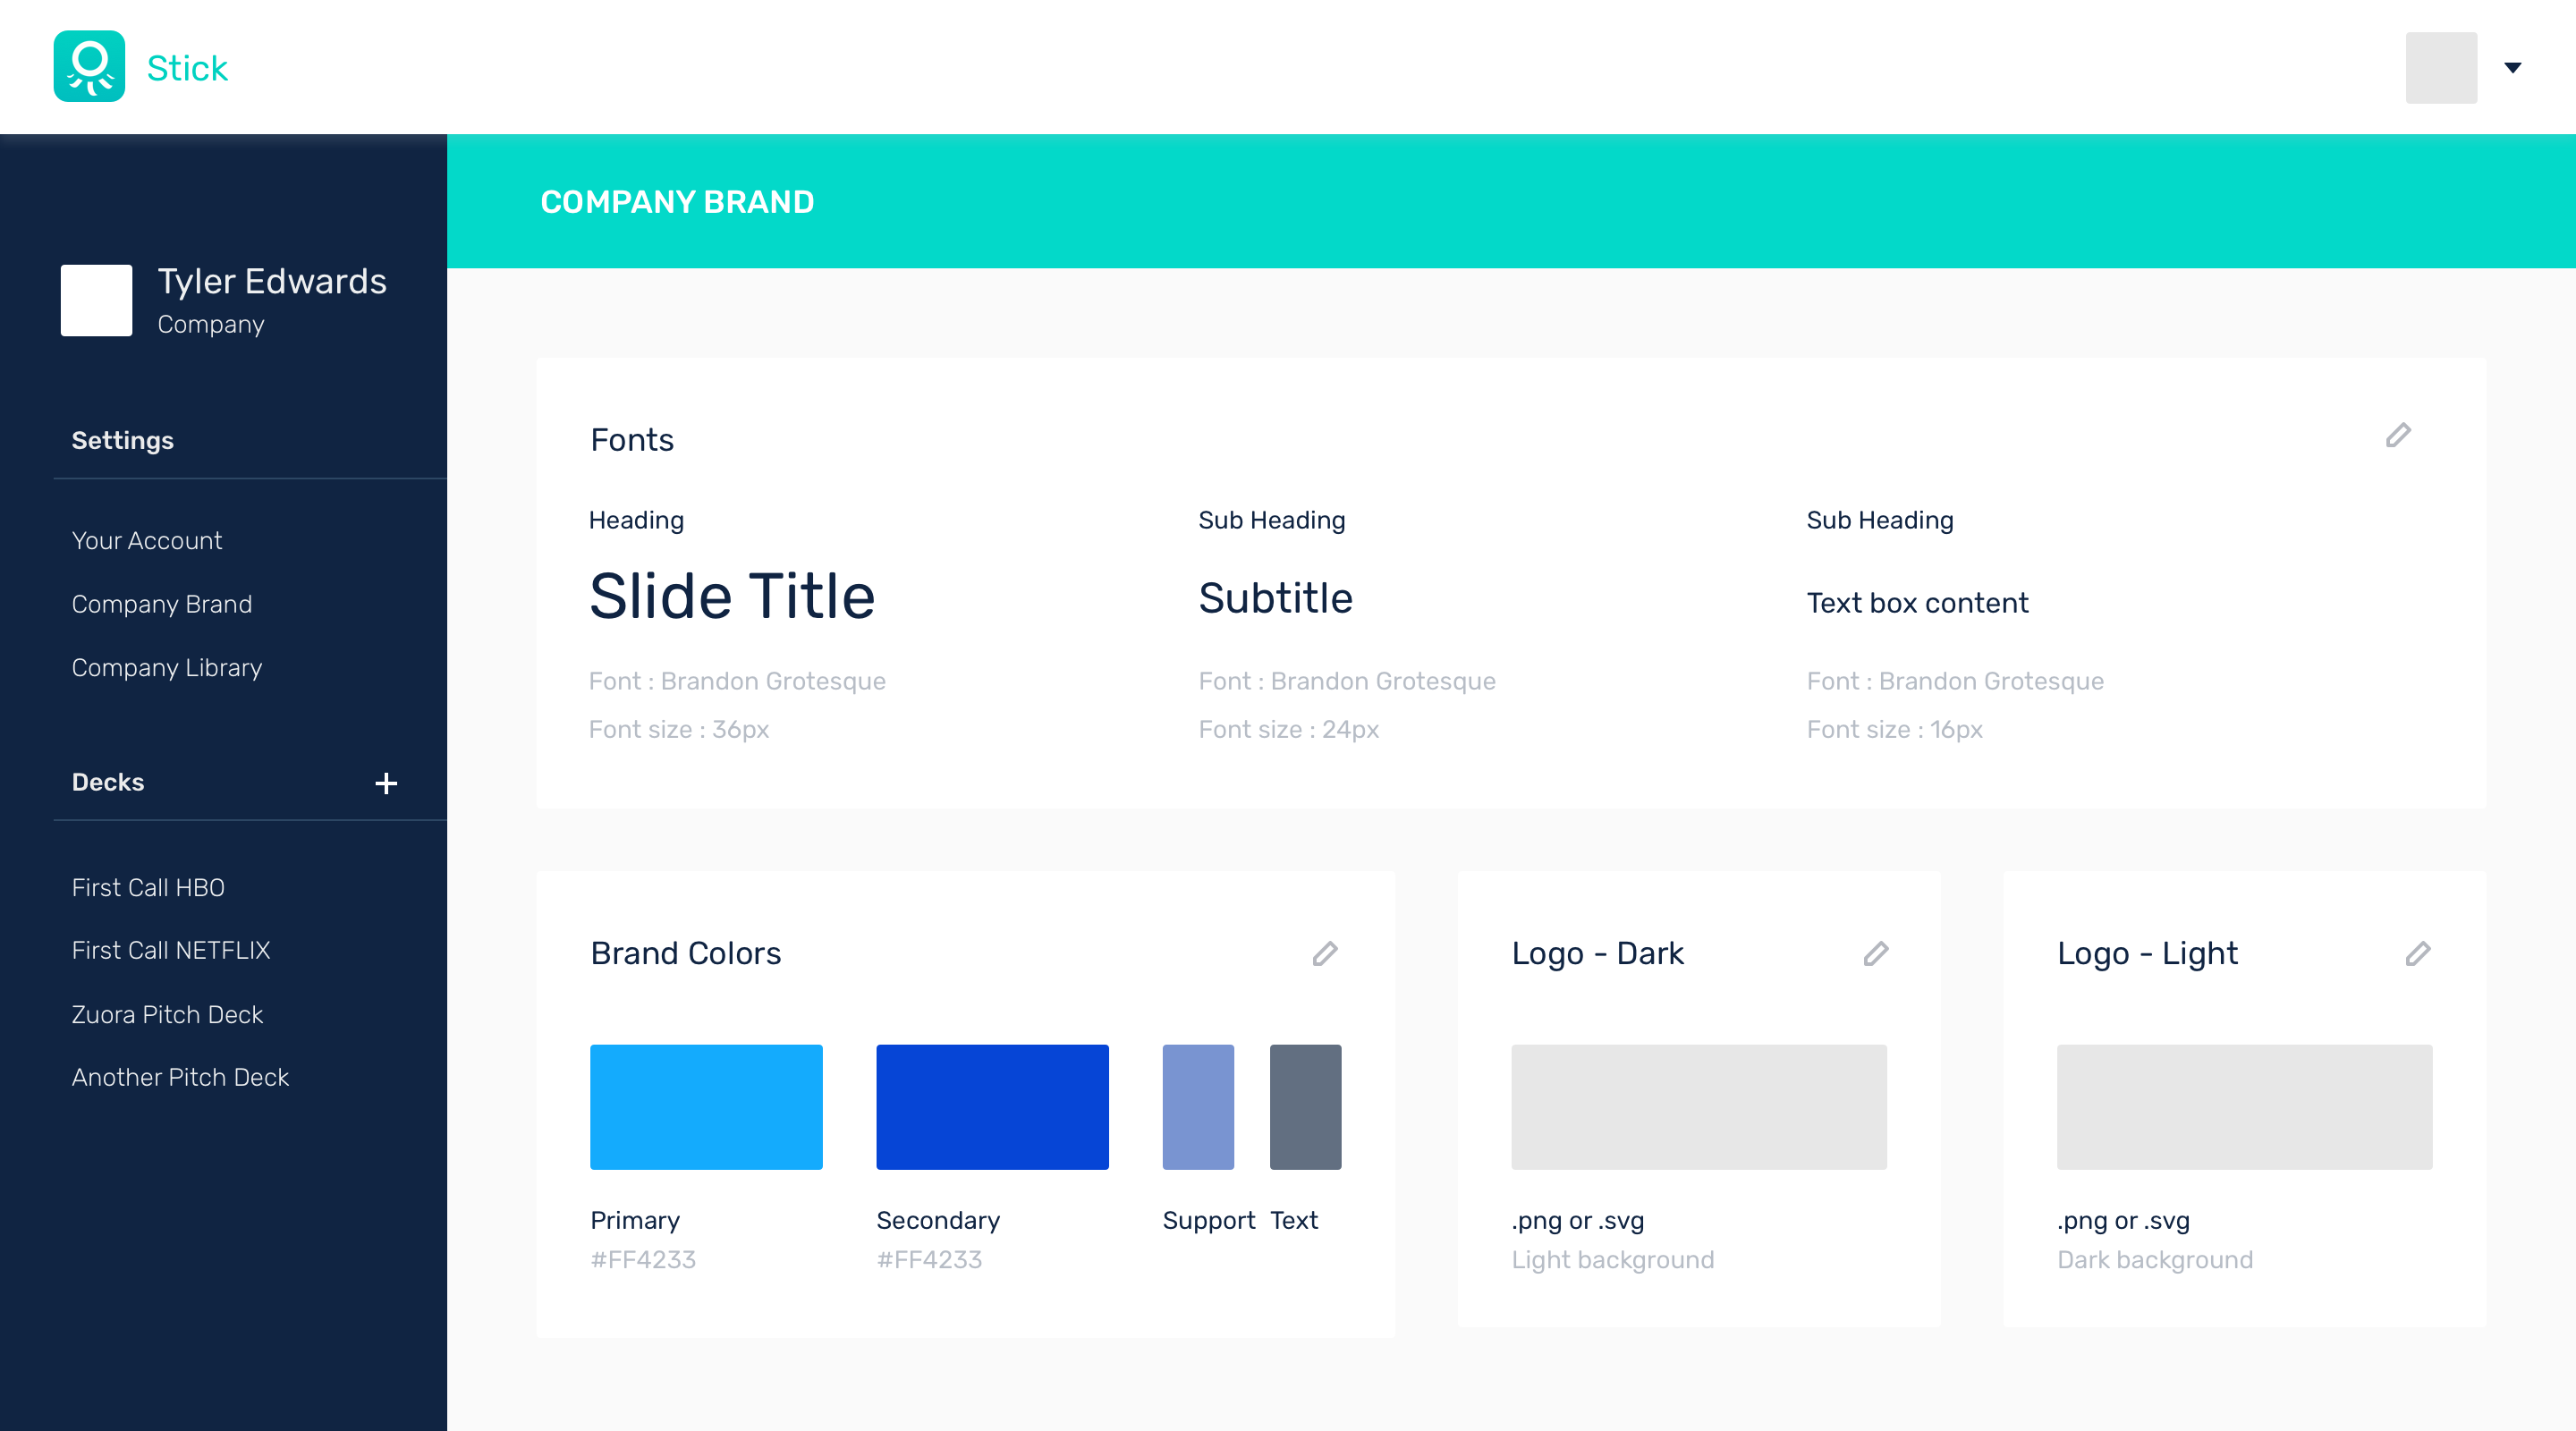 Stick
COMPANY BRAND
Tyler Edwards
Company
Settings
Your Account
Company Brand
Company Library
Decks +
First Call HBO
First Call NETFLIX
Zuora Pitch Deck
Another Pitch Deck
Fonts
Heading
Slide Title
Font : Brandon Grotesque
Font size : 36px
Sub Heading
Subtitle
Font : Brandon Grotesque
Font size : 24px
Sub Heading
Text box content
Font : Brandon Grotesque
Font size : 16px
Brand Colors
Primary
#FF4233
Secondary
#FF4233
Support
Text
Logo - Dark
.png or .svg
Light background
Logo - Light
.png or .svg
Dark background